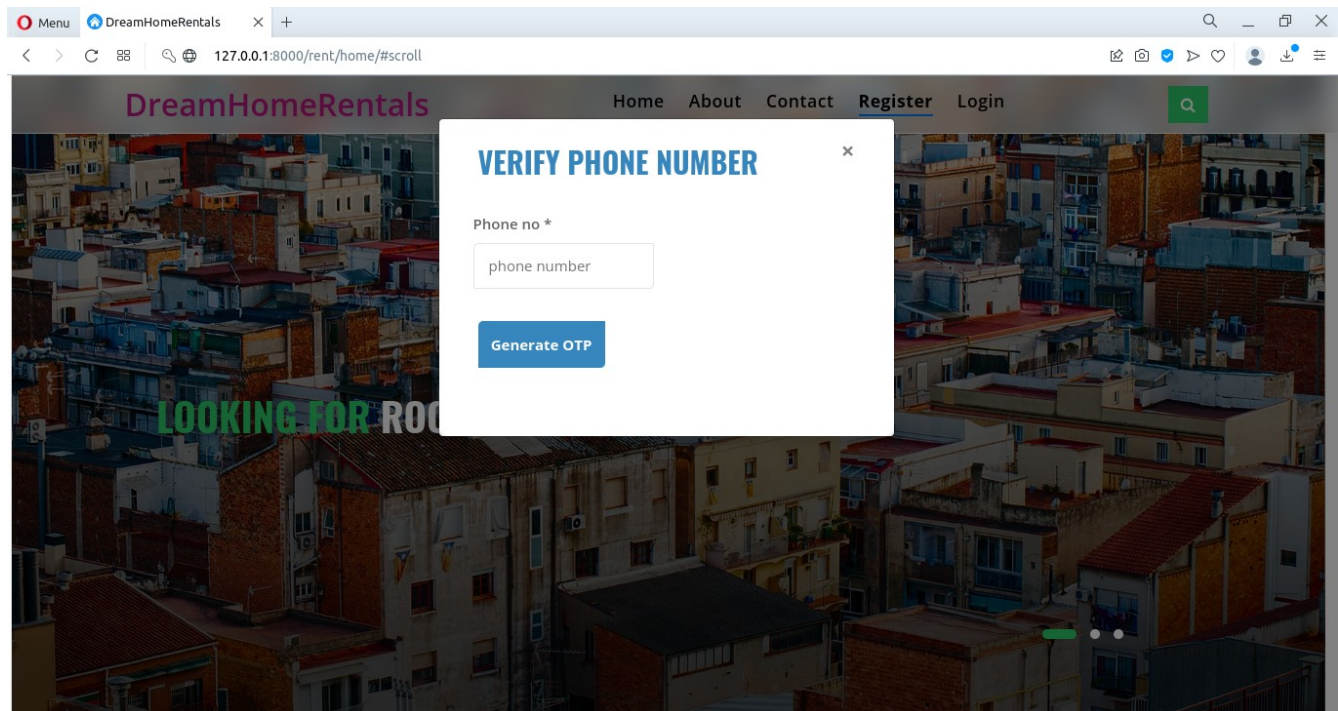 Menu
DreamHomeRentals
127.0.0.1:8000/rent/home/#scroll
DreamHomeRentals
Home About Contact Register Login
VERIFY PHONE NUMBER
Phone no *
phone number
Generate OTP
LOOKING FOR